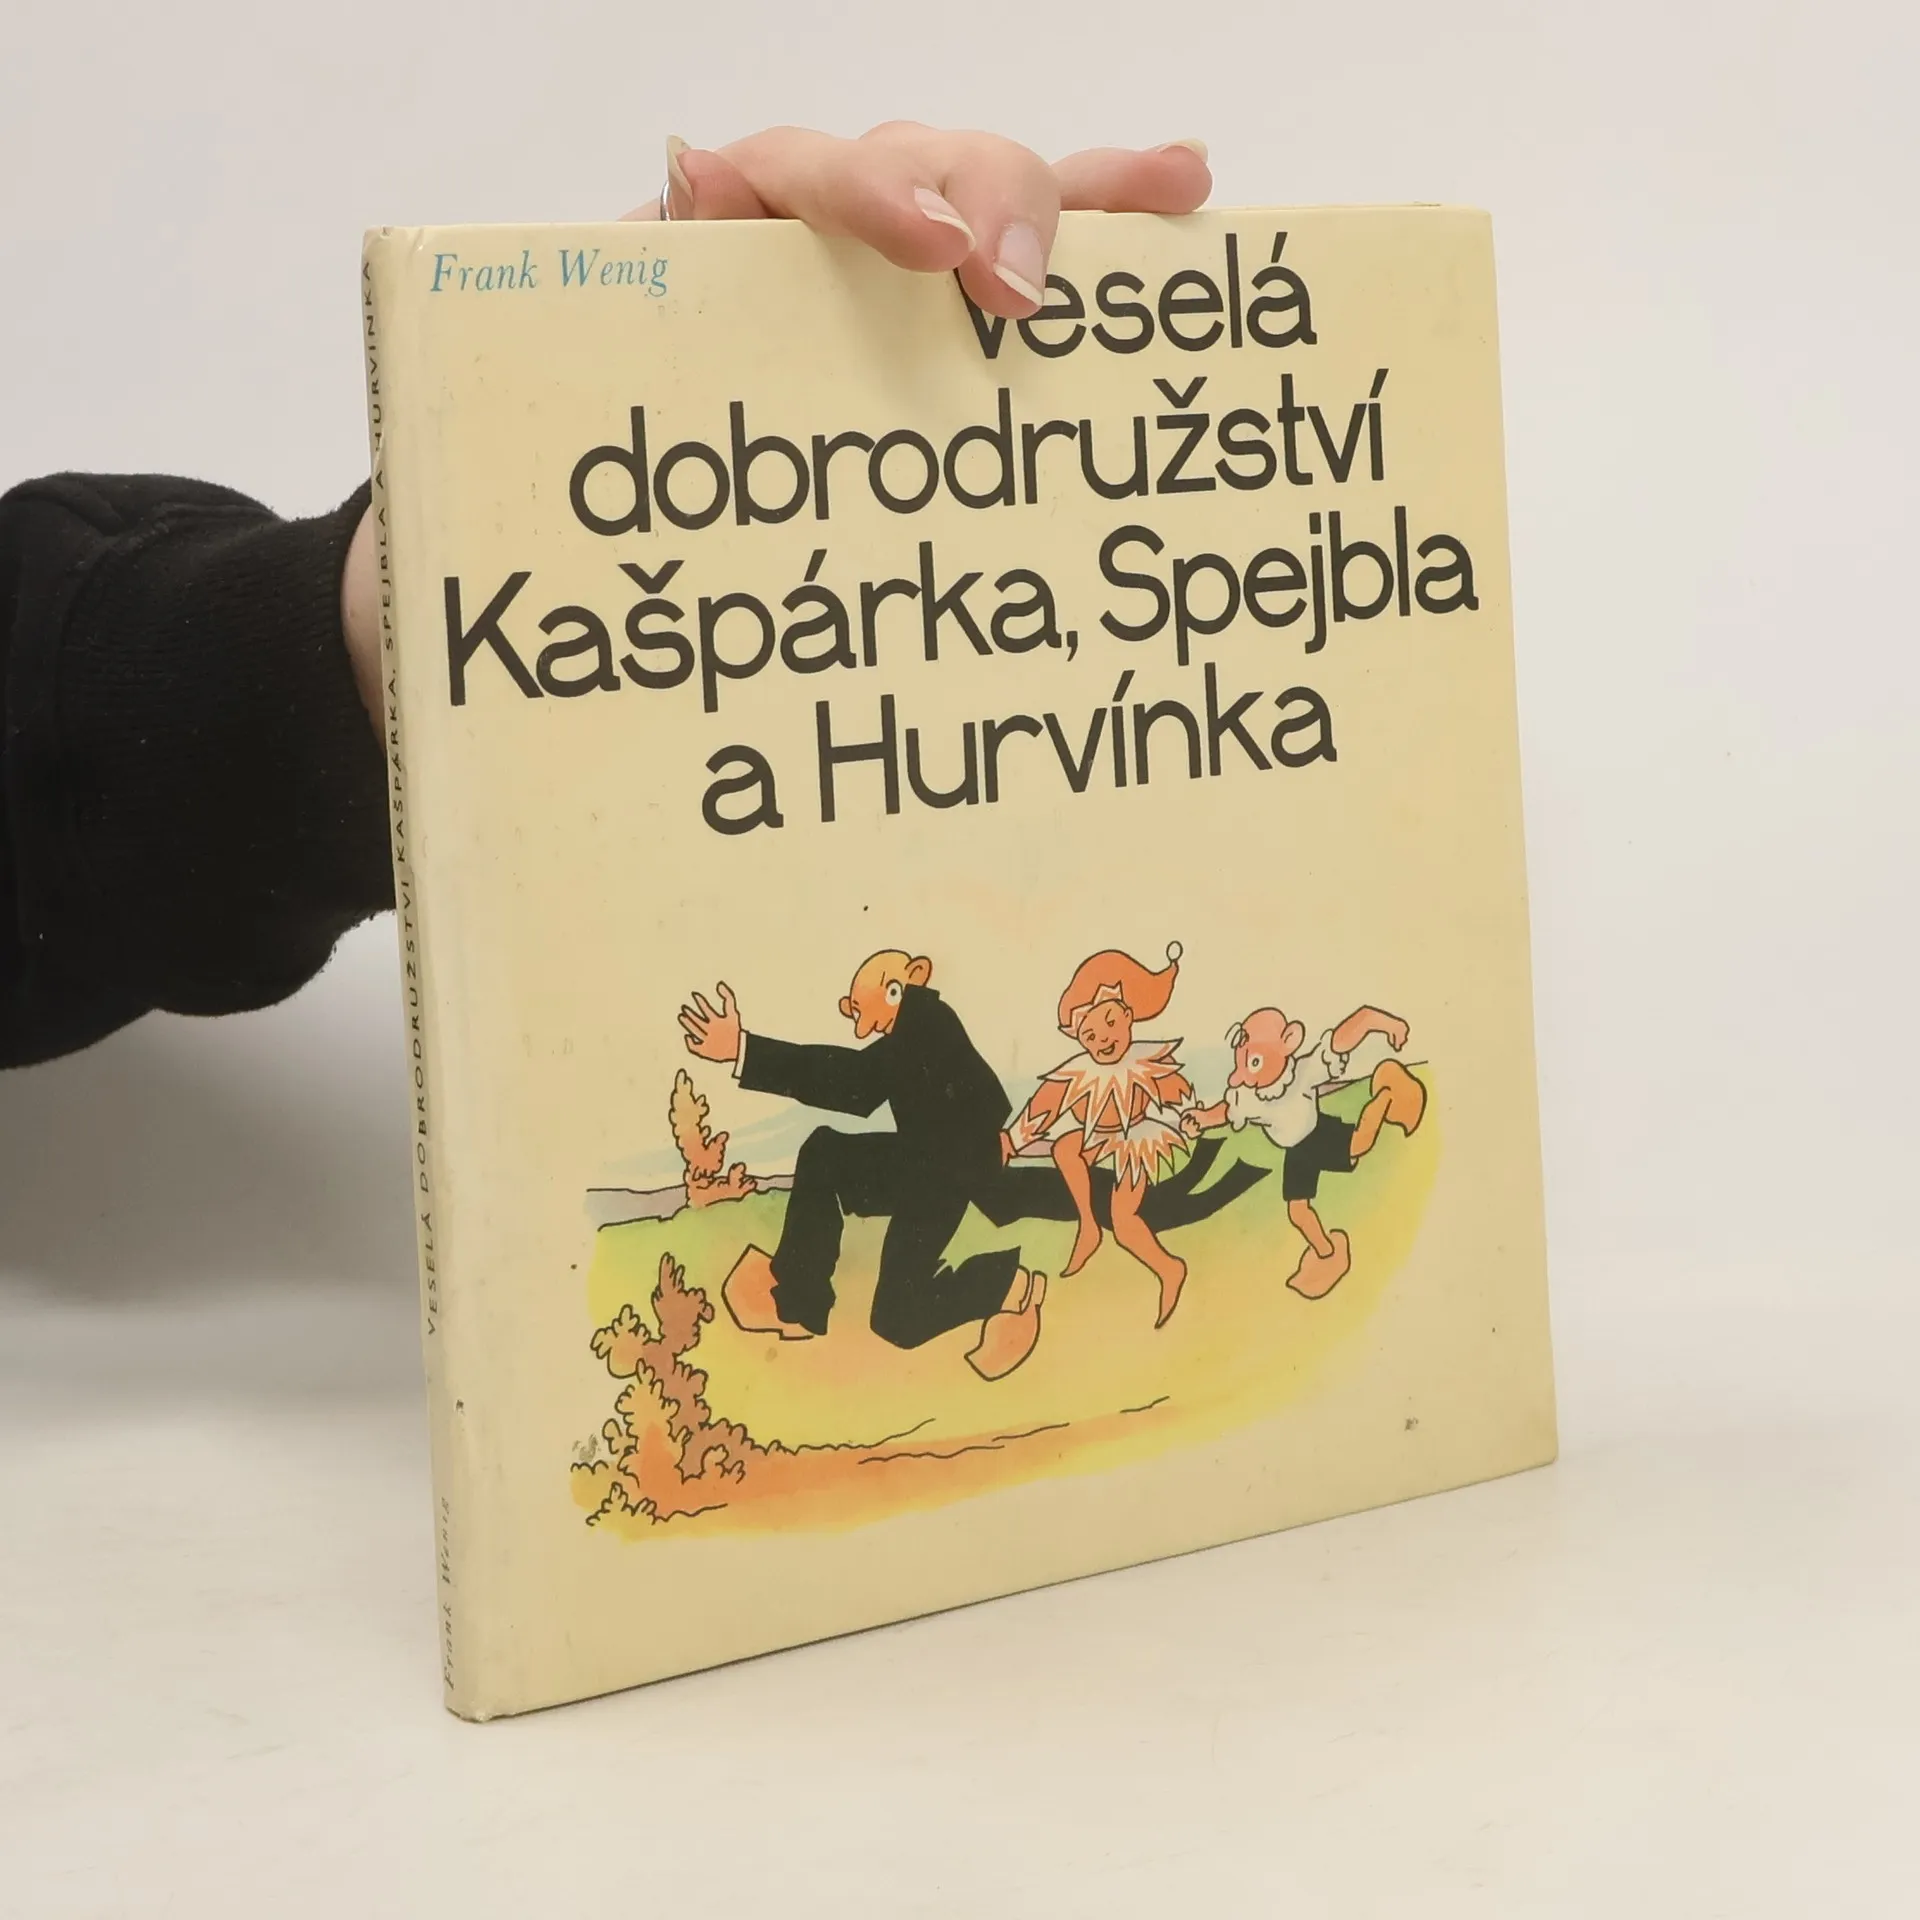 Frank Wenig
Veselá
dobrodružství
Kašpárka, Spejbla
a Hurvínka
VESELÁ DOBRODRUŽSTVÍ KAŠPÁRKA, SPEJBLA A HURVÍNKA
Frank Wenig